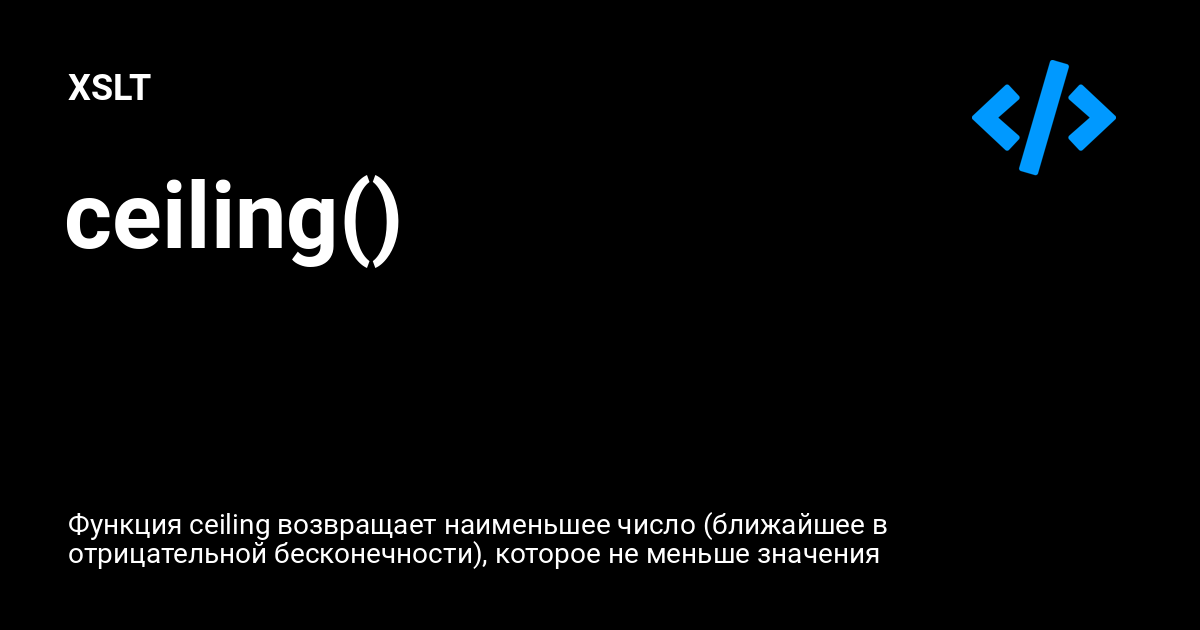 XSLT
ceiling()
Функция ceiling возвращает наименьшее число (ближайшее в
отрицательной бесконечности), которое не меньше значения